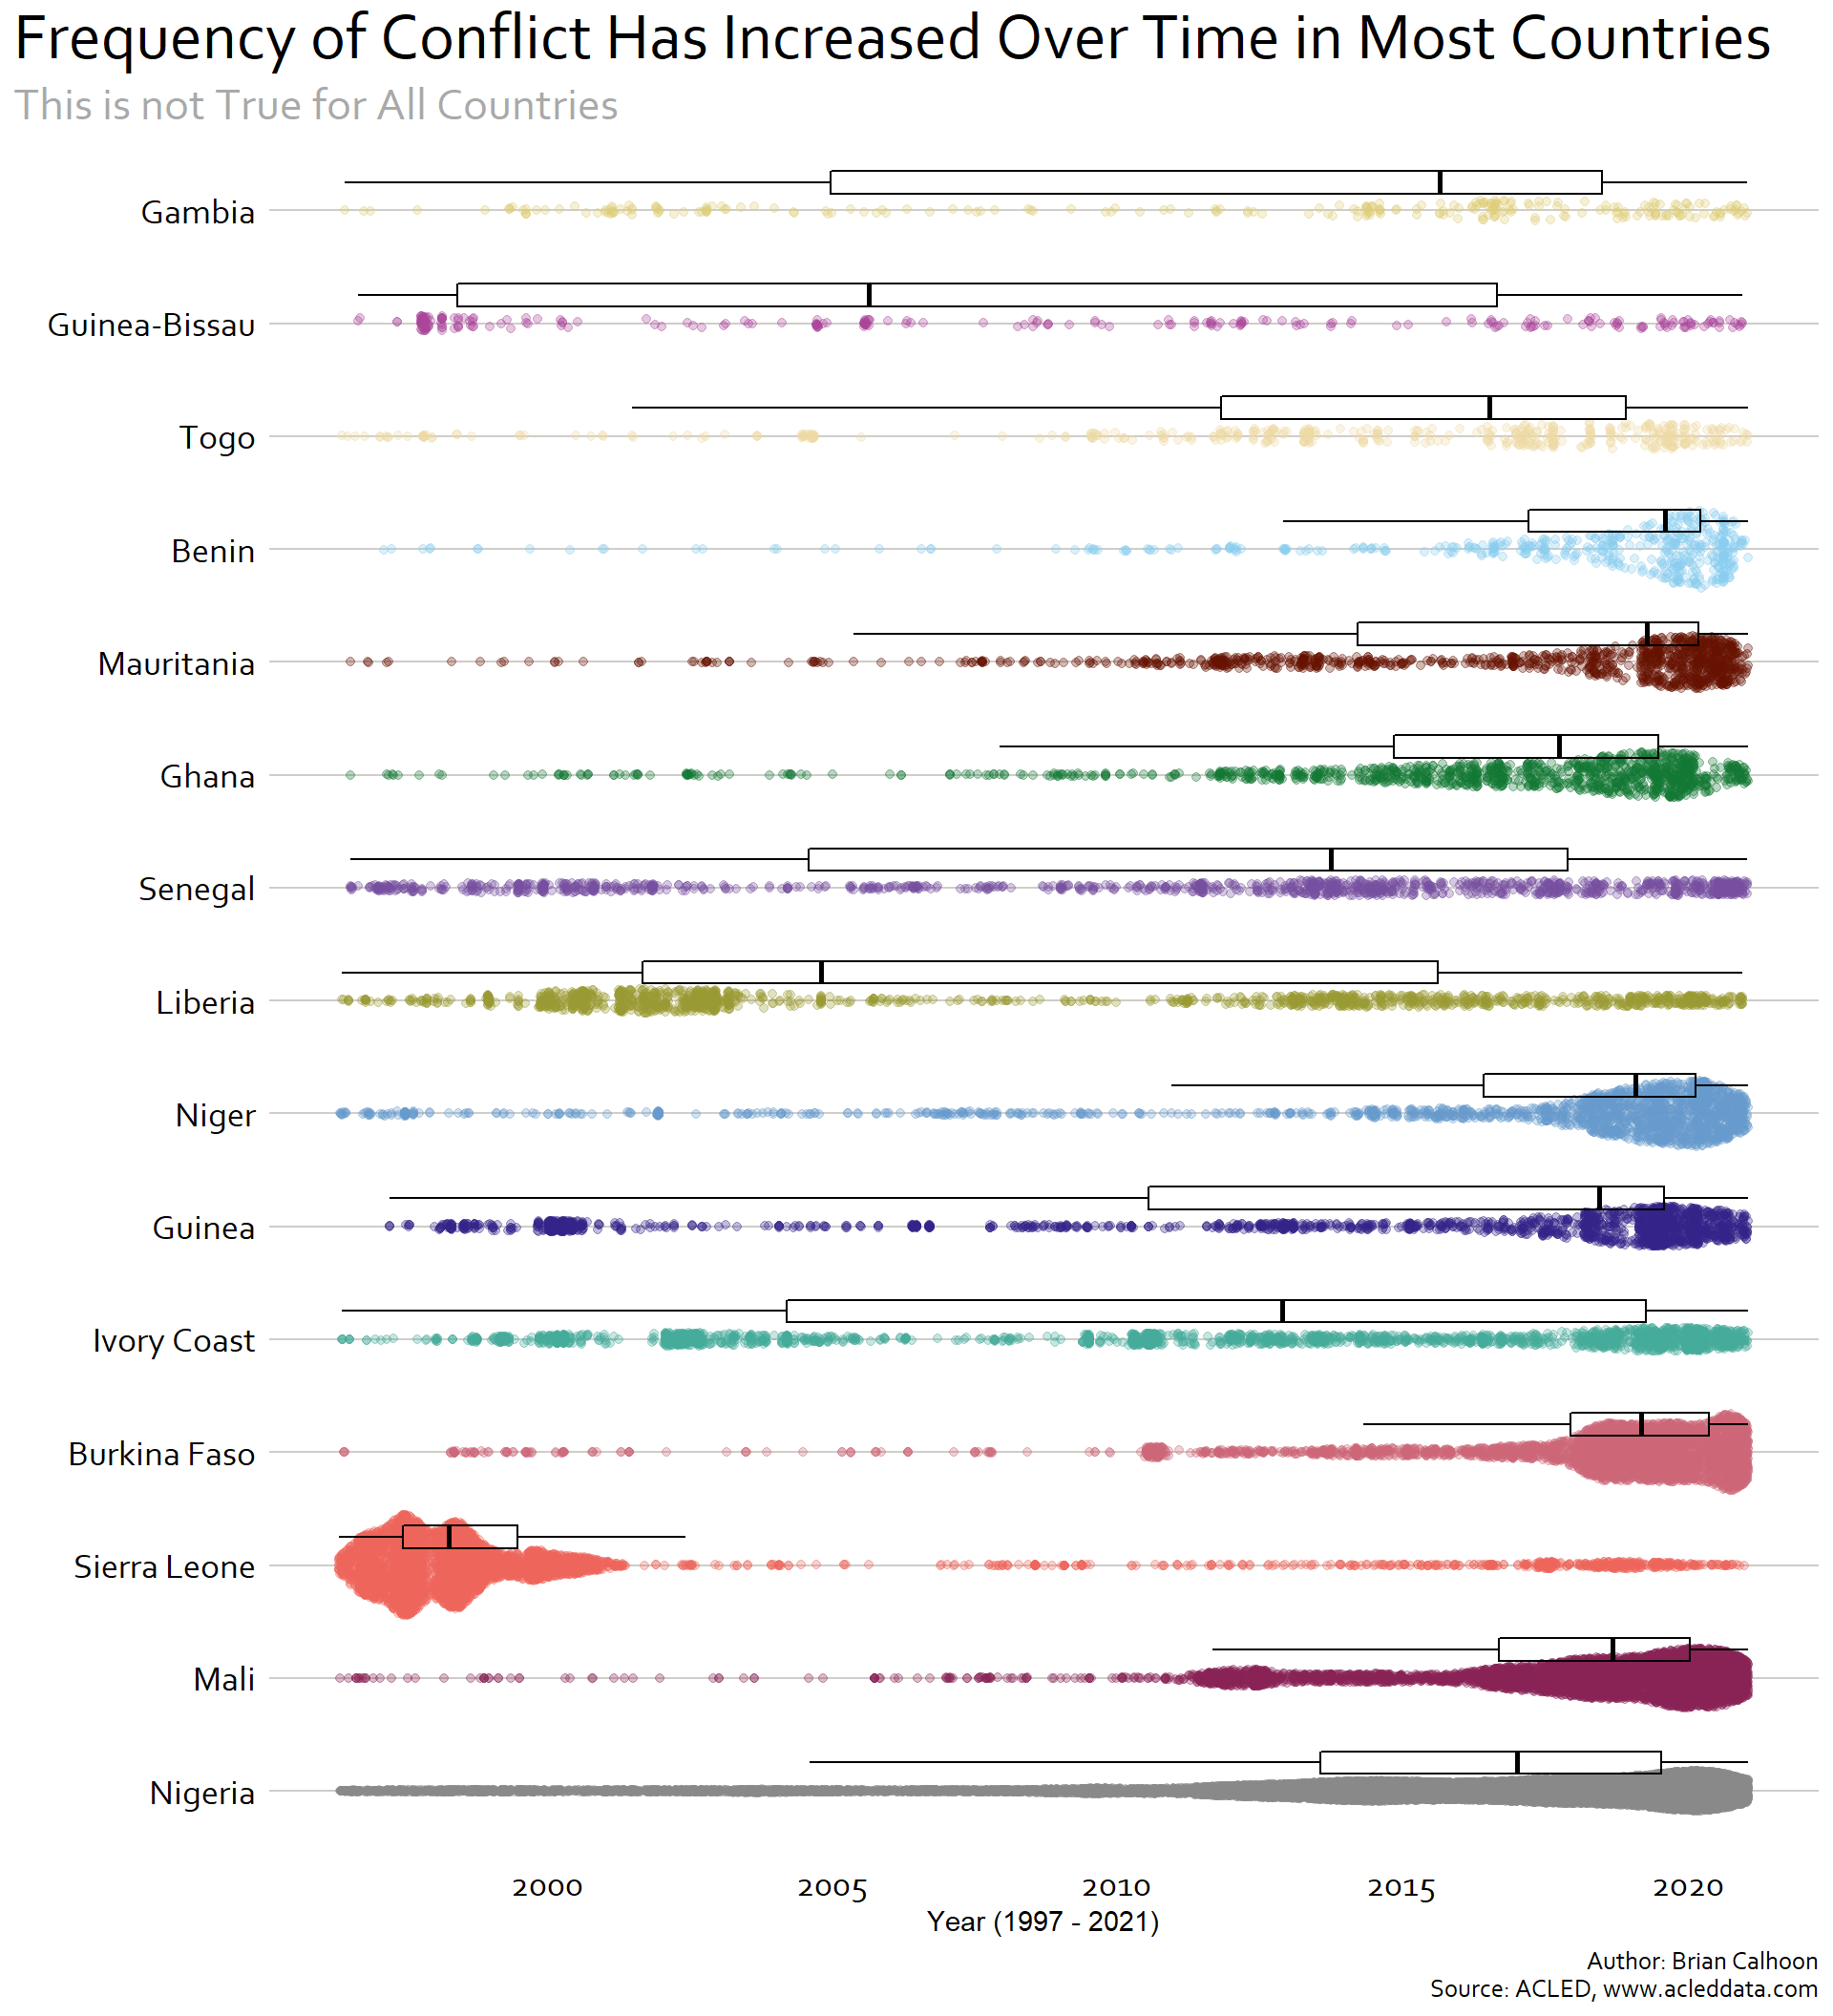 Frequency of Conflict Has Increased Over Time in Most Countries
This is not True for All Countries
Gambia
Guinea-Bissau
Togo
Benin
Mauritania
Ghana
Senegal
Liberia
Niger
Guinea
Ivory Coast
Burkina Faso
Sierra Leone
Mali
Nigeria
2000 2005 2010 2015 2020
Year (1997 - 2021)
Author: Brian Calhoon
Source: ACLED, www.acleddata.com